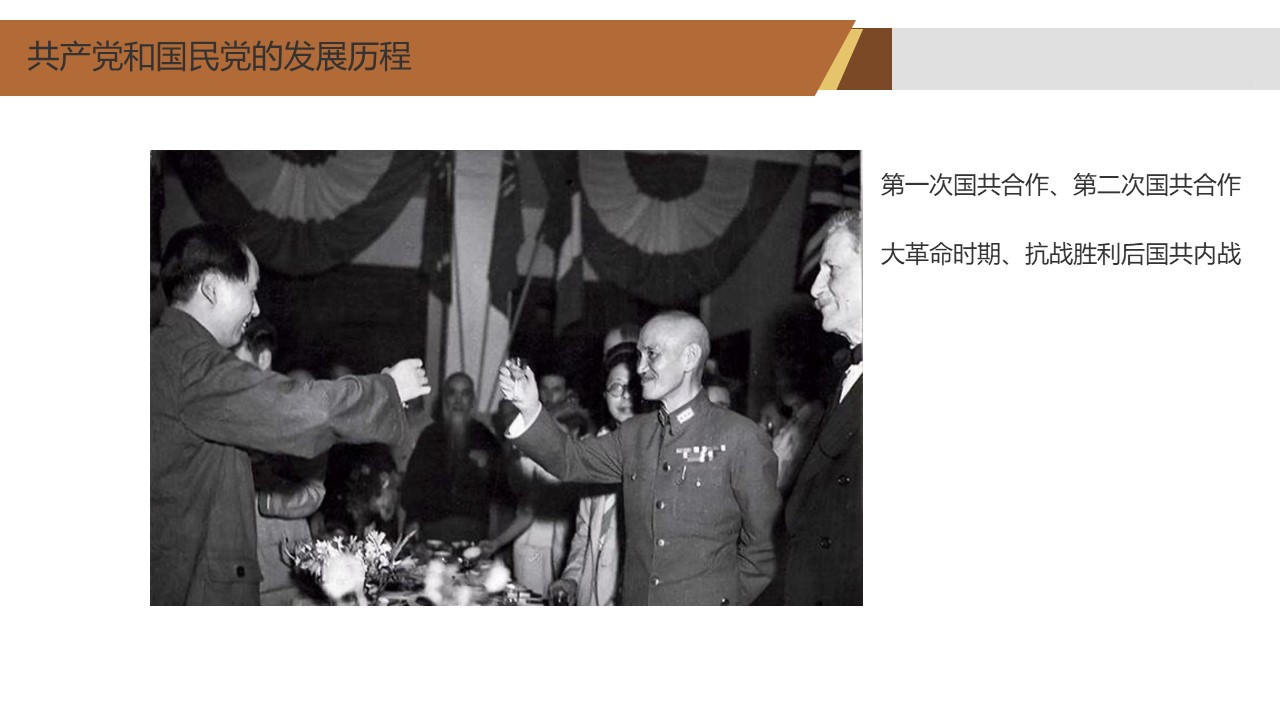 共产党和国民党的发展历程
第一次国共合作、第二次国共合作
大革命时期、抗战胜利后国共内战